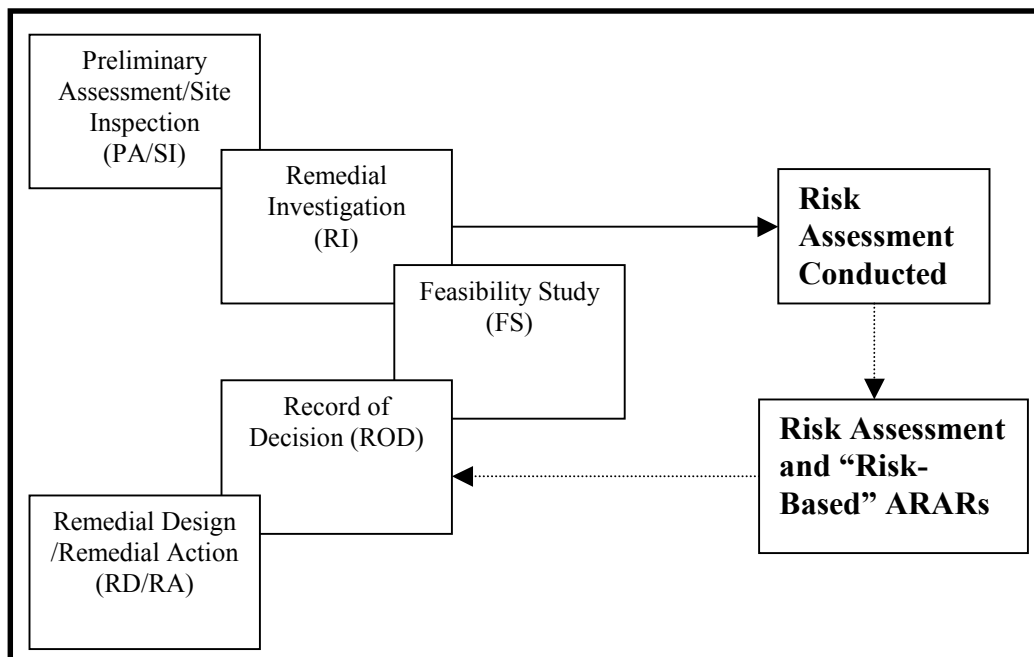 Preliminary
Assessment/Site
Inspection
(PA/SI)
Remedial
Investigation
(RI)
Risk
Assessment
Conducted
Feasibility Study
(FS)
Record of
Decision (ROD)
Risk Assessment
and “Risk-
Based” ARARs
Remedial Design
/Remedial Action
(RD/RA)